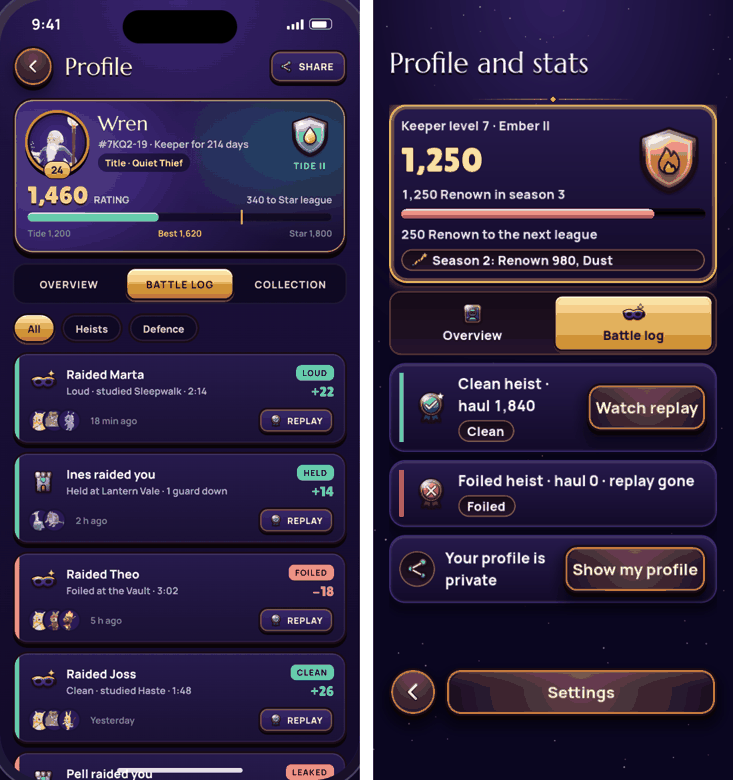 9:41
Profile
SHARE
Wren
#7KQ2-19 · Keeper for 214 days
Title · Quiet Thief
24
TIDE II
1,460 RATING
340 to Star league
Tide 1,200
Best 1,620
Star 1,800
OVERVIEW
BATTLE LOG
COLLECTION
All
Heists
Defence
Raided Marta
LOUD
Loud · studied Sleepwalk · 2:14
+22
18 min ago
REPLAY
Ines raided you
HELD
Held at Lantern Vale · 1 guard down
+14
2 h ago
REPLAY
Raided Theo
FOILED
Foiled at the Vault · 3:02
−18
5 h ago
REPLAY
Raided Joss
CLEAN
Clean · studied Haste · 1:48
+26
Yesterday
REPLAY
Pell raided you
LEAKED
Profile and stats
Keeper level 7 · Ember II
1,250
1,250 Renown in season 3
250 Renown to the next league
Season 2: Renown 980, Dust
Overview
Battle log
Clean heist ·
haul 1,840
Clean
Watch replay
Foiled heist · haul 0 · replay gone
Foiled
Your profile is
private
Show my profile
Settings